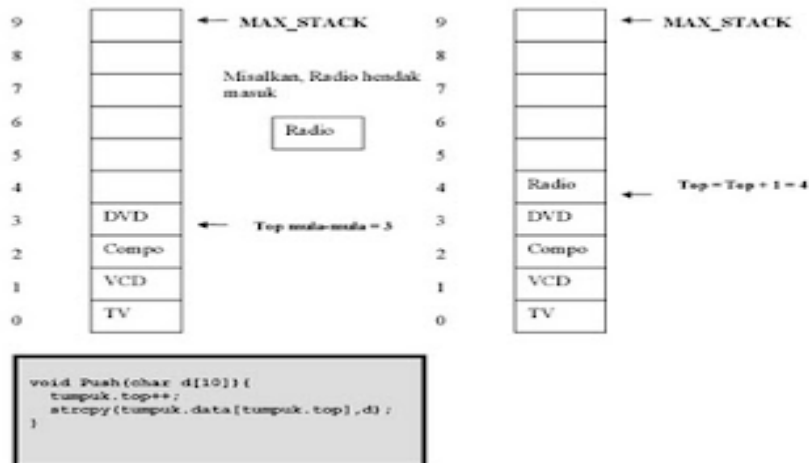 9 MAX_STACK
8
7
6
5
4
3 DVD Top mula-mula = 3
2 Compo
1 VCD
0 TV
Misalkan, Radio hendak
masuk
Radio
9 MAX_STACK
8
7
6
5
4 Radio Top = Top + 1 = 4
3 DVD
2 Compo
1 VCD
0 TV
void Push(char d[10]){
tumpuk.top++;
strcpy(tumpuk.data[tumpuk.top],d);
}